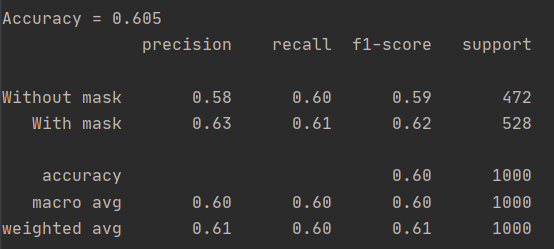 Accuracy = 0.605
precision recall f1-score support
Without mask 0.58 0.60 0.59 472
With mask 0.63 0.61 0.62 528
accuracy 0.60 1000
macro avg 0.60 0.60 0.60 1000
weighted avg 0.61 0.60 0.61 1000